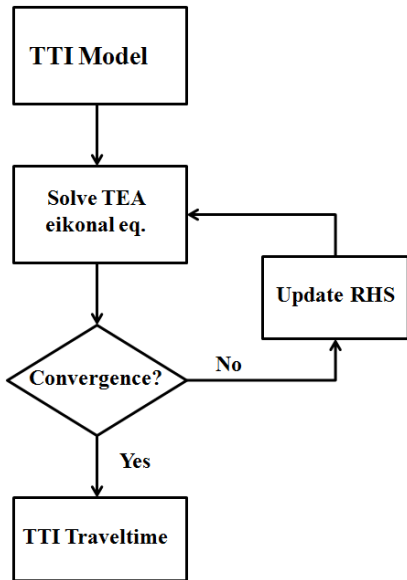 TTI Model
Solve TEA
eikonal eq.
Update RHS
Convergence?
No
Yes
TTI Traveltime